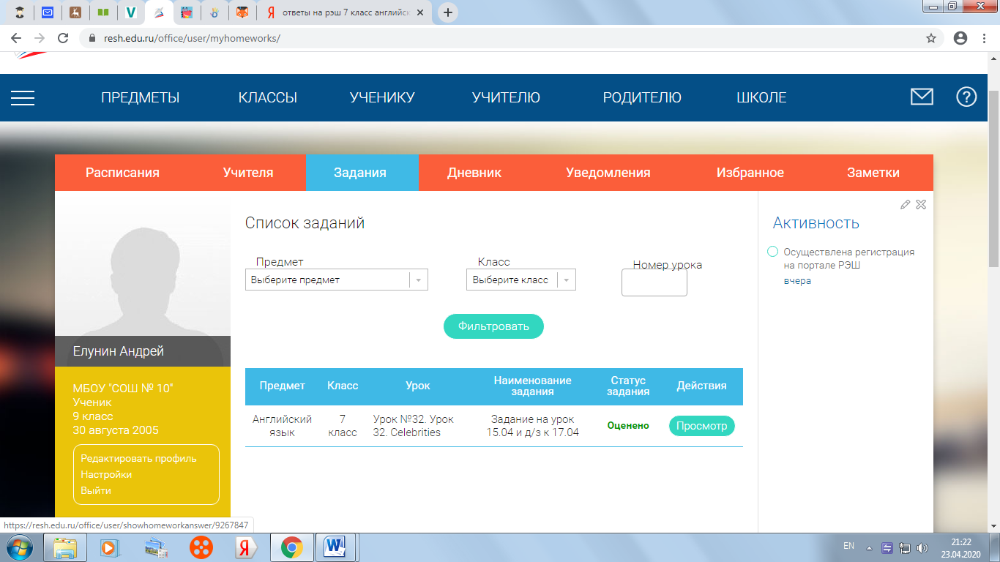 ответы на рэш 7 класс английск
resh.edu.ru/office/user/myhomeworks/
ПРЕДМЕТЫ КЛАССЫ УЧЕНИКУ УЧИТЕЛЮ РОДИТЕЛЮ ШКОЛЕ
Расписания Учителя Задания Дневник Уведомления Избранное Заметки
Елунин Андрей
МБОУ "СОШ № 10"
Ученик
9 класс
30 августа 2005
Редактировать профиль
Настройки
Выйти
Список заданий
Предмет Класс Номер урока
Выберите предмет Выберите класс
Фильтровать
Предмет Класс Урок Наименование задания Статус задания Действия
Английский 7 Урок №32. Урок Задание на урок Оценено Просмотр
язык класс 32. Celebrities 15.04 и д/з к 17.04
Активность
Осуществлена регистрация
на портале РЭШ
вчера
https://resh.edu.ru/office/user/showhomeworkanswer/9267847
EN 21:22
23.04.2020